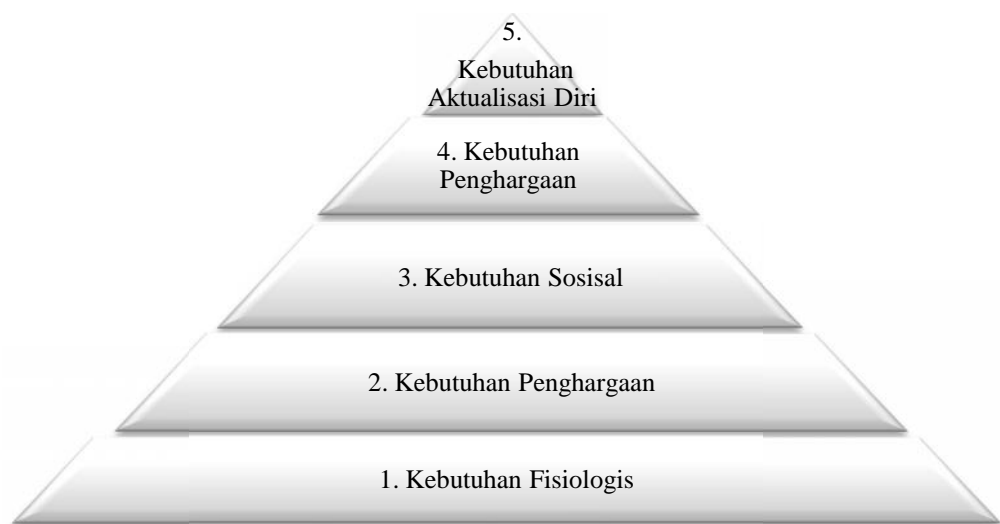 5.
Kebutuhan
Aktualisasi Diri
4. Kebutuhan
Penghargaan
3. Kebutuhan Sosisal
2. Kebutuhan Penghargaan
1. Kebutuhan Fisiologis